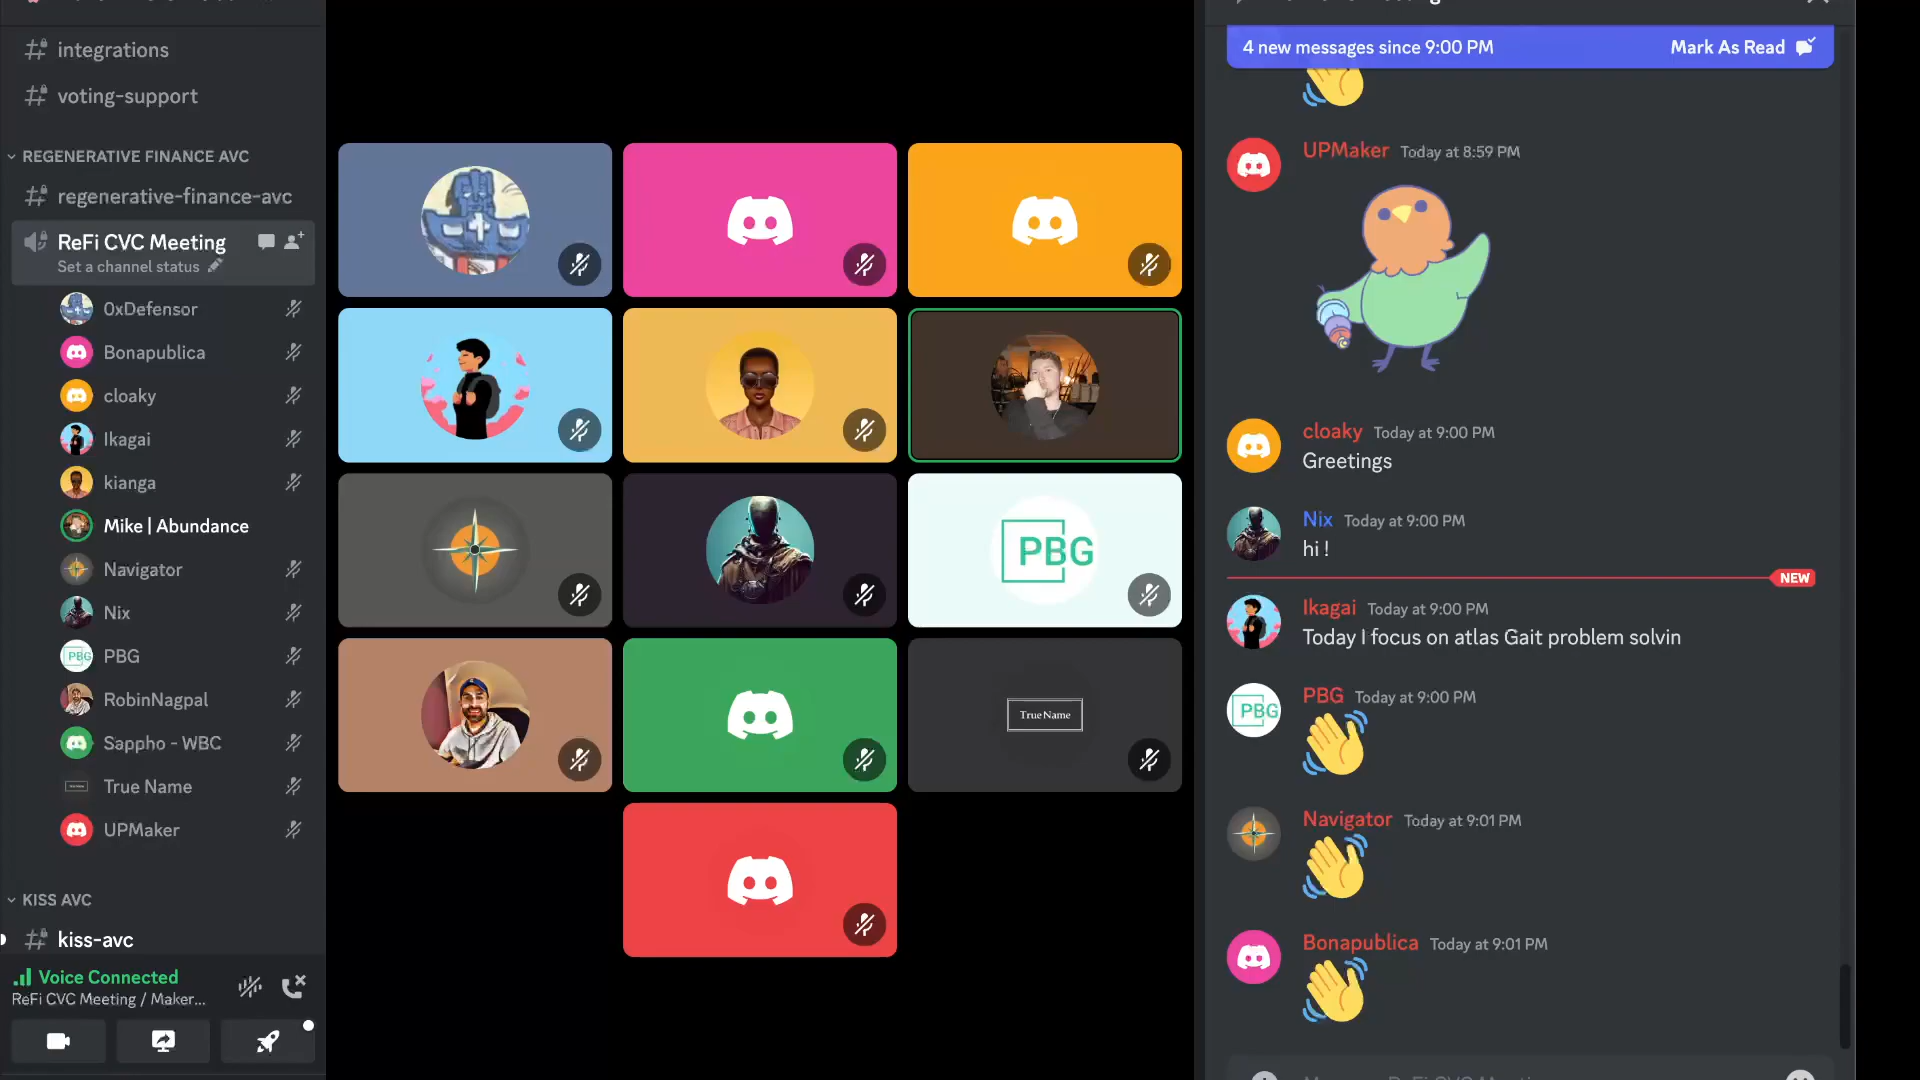 integrations
voting-support
REGENERATIVE FINANCE AVC
regenerative-finance-avc
ReFi CVC Meeting
Set a channel status
0xDefensor
Bonapublica
cloaky
Ikagai
kianga
Mike | Abundance
Navigator
Nix
PBG
RobinNagpal
Sappho - WBC
True Name
UPMaker
KISS AVC
kiss-avc
Voice Connected
ReFi CVC Meeting / Maker...
PBG
True Name
4 new messages since 9:00 PM
Mark As Read
UPMaker Today at 8:59 PM
cloaky Today at 9:00 PM
Greetings
Nix Today at 9:00 PM
hi !
NEW
Ikagai Today at 9:00 PM
Today I focus on atlas Gait problem solvin
PBG Today at 9:00 PM
PBG
Navigator Today at 9:01 PM
Bonapublica Today at 9:01 PM